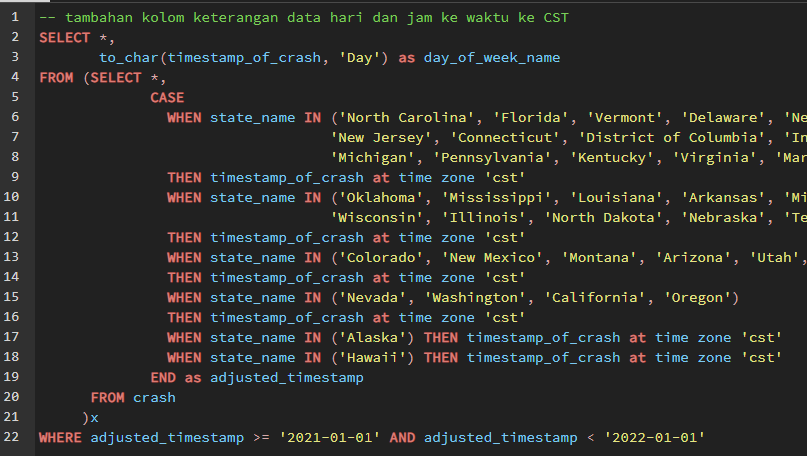 1 -- tambahan kolom keterangan data hari dan jam ke waktu ke CST
2 SELECT *,
3 to_char(timestamp_of_crash, 'Day') as day_of_week_name
4 FROM (SELECT *,
5 CASE
6 WHEN state_name IN ('North Carolina', 'Florida', 'Vermont', 'Delaware', 'Ne
7 'New Jersey', 'Connecticut', 'District of Columbia', 'In
8 'Michigan', 'Pennsylvania', 'Kentucky', 'Virginia', 'Mar
9 THEN timestamp_of_crash at time zone 'cst'
10 WHEN state_name IN ('Oklahoma', 'Mississippi', 'Louisiana', 'Arkansas', 'Mi
11 'Wisconsin', 'Illinois', 'North Dakota', 'Nebraska', 'Te
12 THEN timestamp_of_crash at time zone 'cst'
13 WHEN state_name IN ('Colorado', 'New Mexico', 'Montana', 'Arizona', 'Utah',
14 THEN timestamp_of_crash at time zone 'cst'
15 WHEN state_name IN ('Nevada', 'Washington', 'California', 'Oregon')
16 THEN timestamp_of_crash at time zone 'cst'
17 WHEN state_name IN ('Alaska') THEN timestamp_of_crash at time zone 'cst'
18 WHEN state_name IN ('Hawaii') THEN timestamp_of_crash at time zone 'cst'
19 END as adjusted_timestamp
20 FROM crash
21 )x
22 WHERE adjusted_timestamp >= '2021-01-01' AND adjusted_timestamp < '2022-01-01'